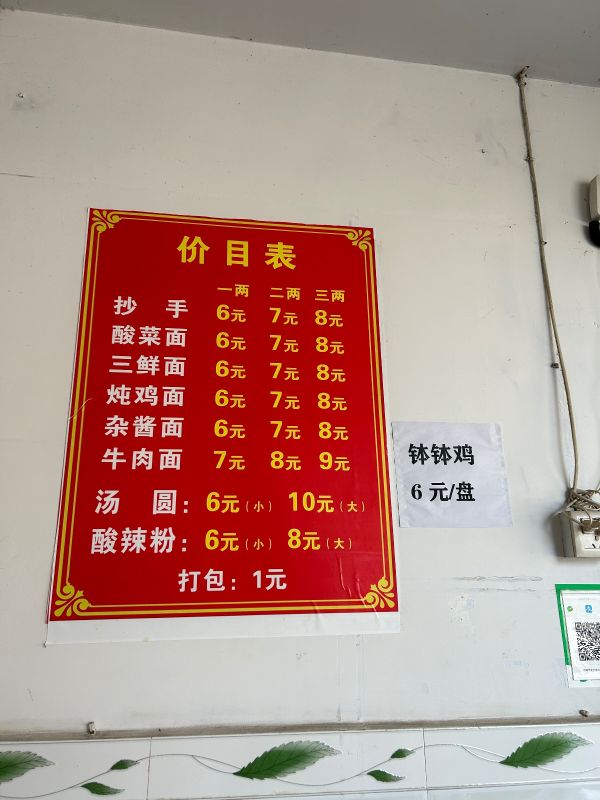 价目表
一两 二两 三两
抄 手 6元 7元 8元
酸菜面 6元 7元 8元
三鲜面 6元 7元 8元
炖鸡面 6元 7元 8元
杂酱面 6元 7元 8元
牛肉面 7元 8元 9元
汤 圆：6元（小） 10元（大）
酸辣粉：6元（小） 8元（大）
打包：1元
钵钵鸡
6 元/盘